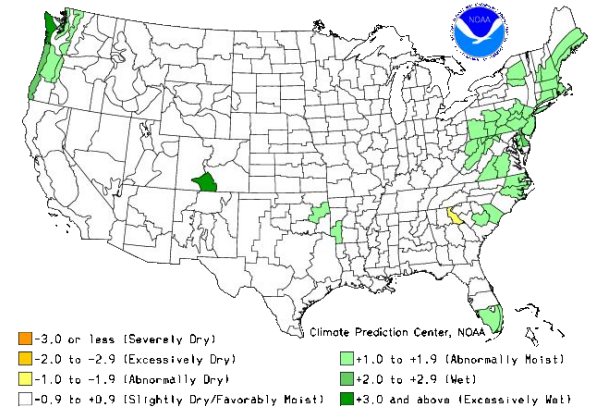 NOAA
Climate Prediction Center, NOAA
-3.0 or less (Severely Dry)
-2.0 to -2.9 (Excessively Dry)
-1.0 to -1.9 (Abnormally Dry)
-0.9 to +0.9 (Slightly Dry/Favorably Moist)
+1.0 to +1.9 (Abnormally Moist)
+2.0 to +2.9 (Wet)
+3.0 and above (Excessively Wet)